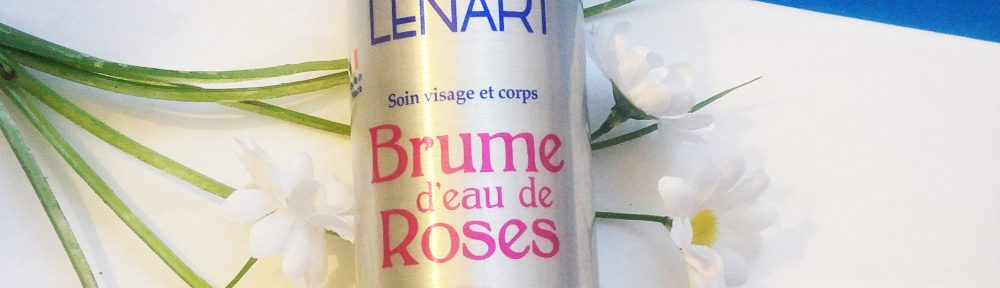 LENART
Soin visage et corps
Brume
d'eau de
Roses